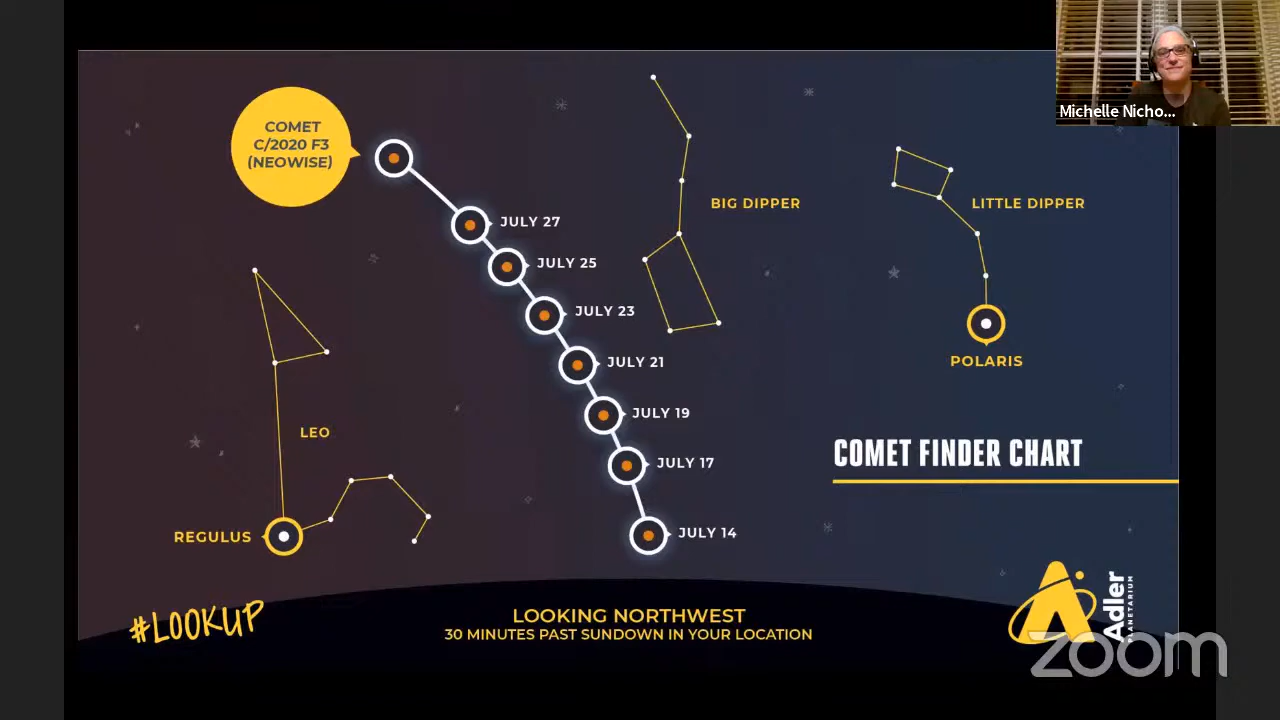 Michelle Nicho...
COMET
C/2020 F3
(NEOWISE)
JULY 27
JULY 25
JULY 23
JULY 21
JULY 19
JULY 17
JULY 14
BIG DIPPER
LITTLE DIPPER
POLARIS
LEO
REGULUS
COMET FINDER CHART
#LOOKUP
LOOKING NORTHWEST
30 MINUTES PAST SUNDOWN IN YOUR LOCATION
Adler
PLANETARIUM
zoom